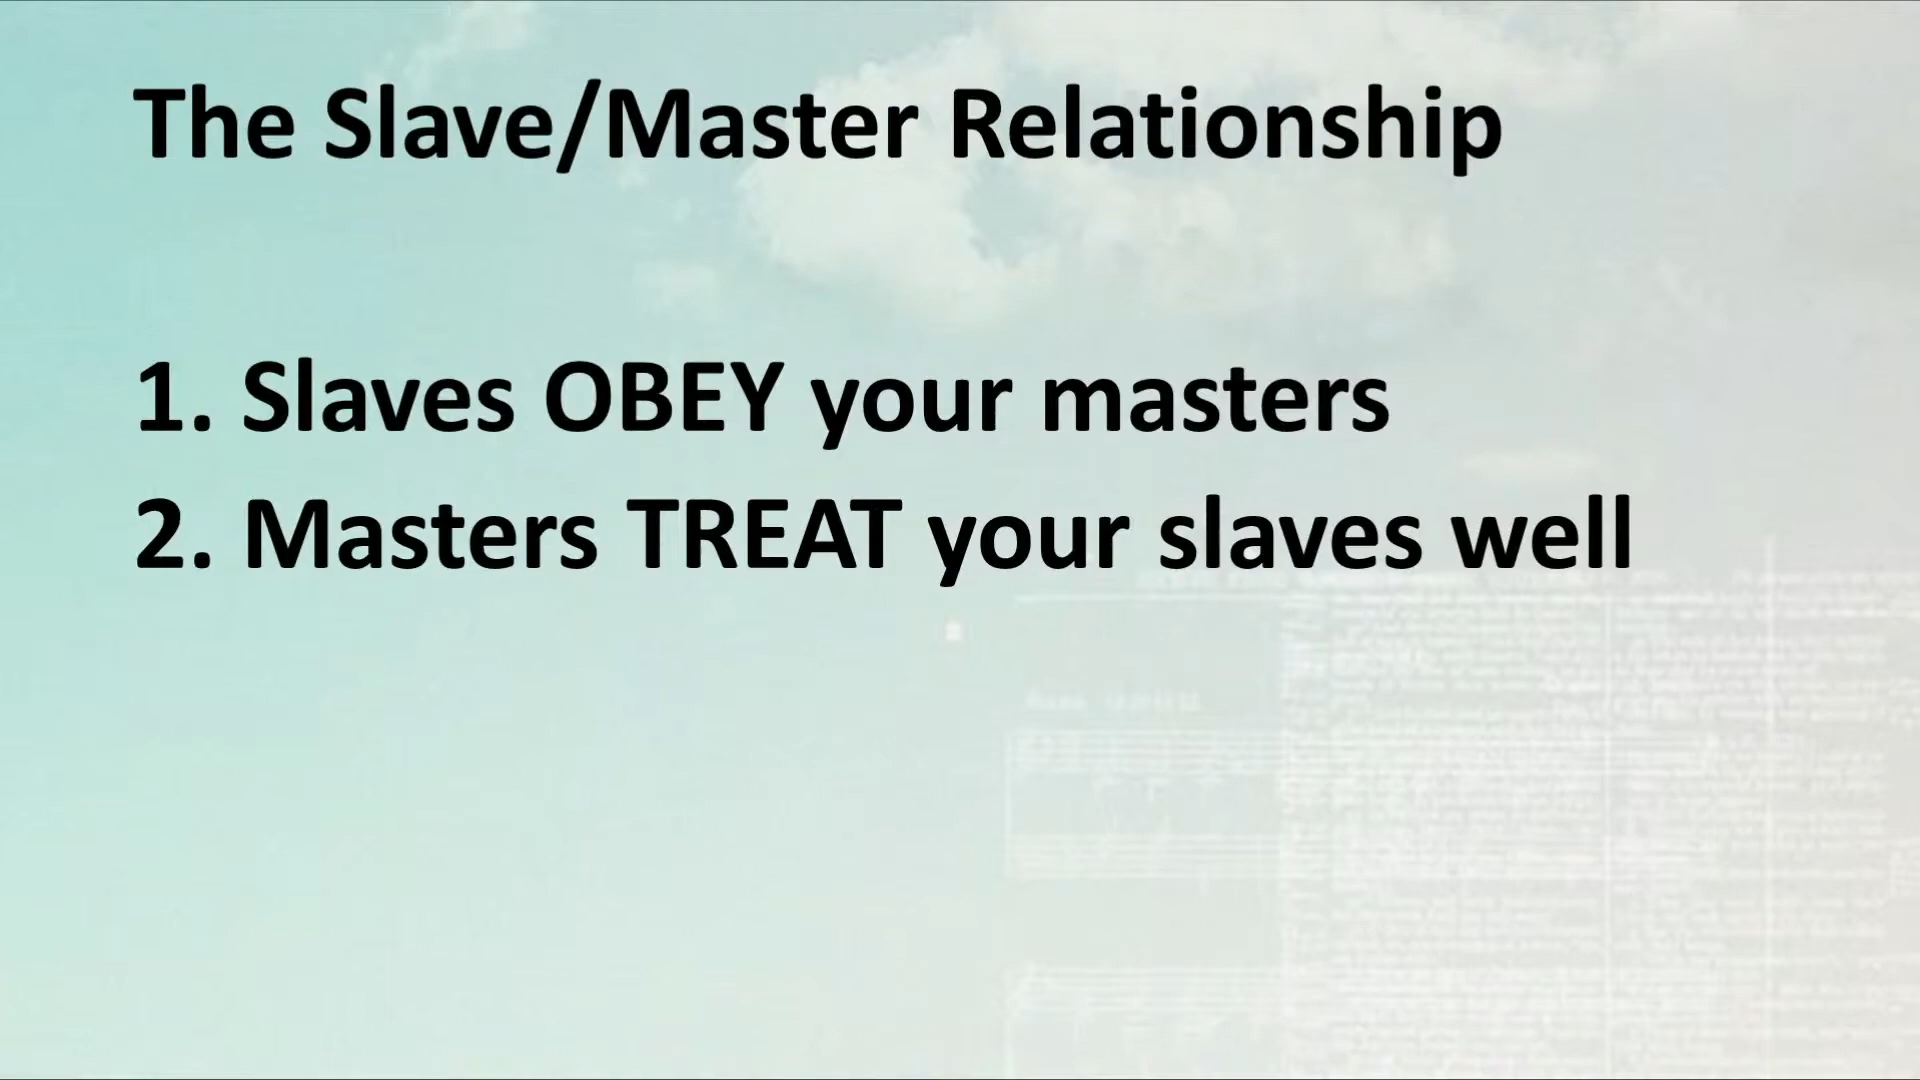 The Slave/Master Relationship
1. Slaves OBEY your masters
2. Masters TREAT your slaves well